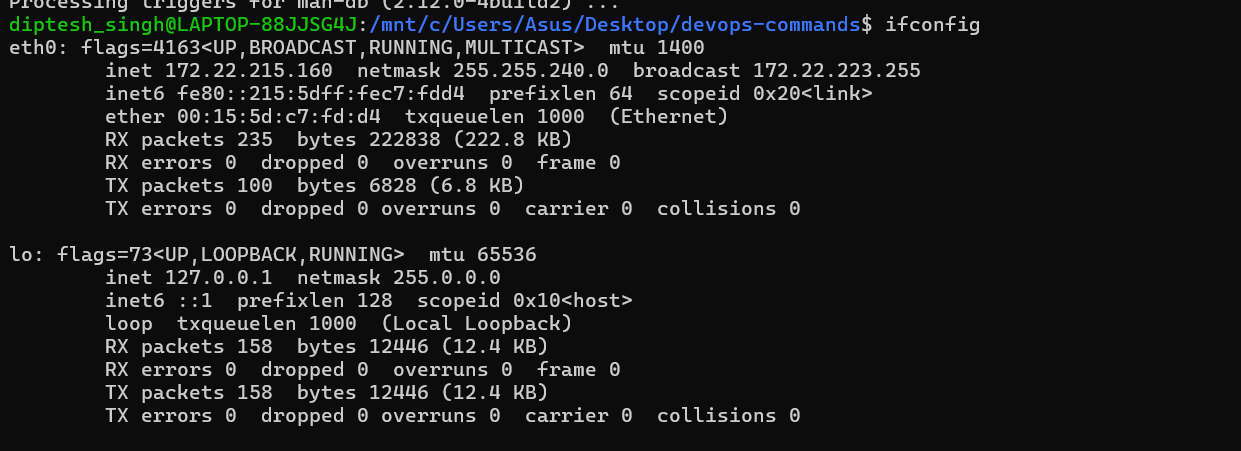 Processing triggers for man-db (2.12.0-4build2) ...
diptesh_singh@LAPTOP-88JJSG4J:/mnt/c/Users/Asus/Desktop/devops-commands$ ifconfig
eth0: flags=4163<UP,BROADCAST,RUNNING,MULTICAST>  mtu 1400
        inet 172.22.215.160  netmask 255.255.240.0  broadcast 172.22.223.255
        inet6 fe80::215:5dff:fec7:fdd4  prefixlen 64  scopeid 0x20<link>
        ether 00:15:5d:c7:fd:d4  txqueuelen 1000  (Ethernet)
        RX packets 235  bytes 222838 (222.8 KB)
        RX errors 0  dropped 0  overruns 0  frame 0
        TX packets 100  bytes 6828 (6.8 KB)
        TX errors 0  dropped 0 overruns 0  carrier 0  collisions 0

lo: flags=73<UP,LOOPBACK,RUNNING>  mtu 65536
        inet 127.0.0.1  netmask 255.0.0.0
        inet6 ::1  prefixlen 128  scopeid 0x10<host>
        loop  txqueuelen 1000  (Local Loopback)
        RX packets 158  bytes 12446 (12.4 KB)
        RX errors 0  dropped 0  overruns 0  frame 0
        TX packets 158  bytes 12446 (12.4 KB)
        TX errors 0  dropped 0 overruns 0  carrier 0  collisions 0